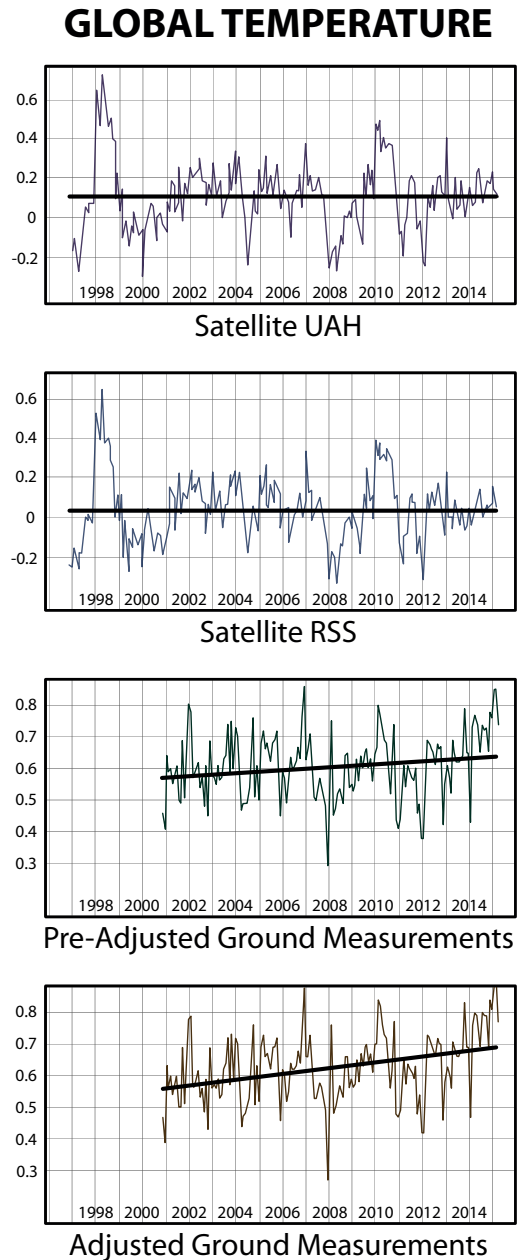 GLOBAL TEMPERATURE
0.6
0.4
0.2
0
-0.2
1998 2000 2002 2004 2006 2008 2010 2012 2014
Satellite UAH
0.6
0.4
0.2
0
-0.2
1998 2000 2002 2004 2006 2008 2010 2012 2014
Satellite RSS
0.8
0.7
0.6
0.5
0.4
0.3
1998 2000 2002 2004 2006 2008 2010 2012 2014
Pre-Adjusted Ground Measurements
0.8
0.7
0.6
0.5
0.4
0.3
1998 2000 2002 2004 2006 2008 2010 2012 2014
Adjusted Ground Measurements